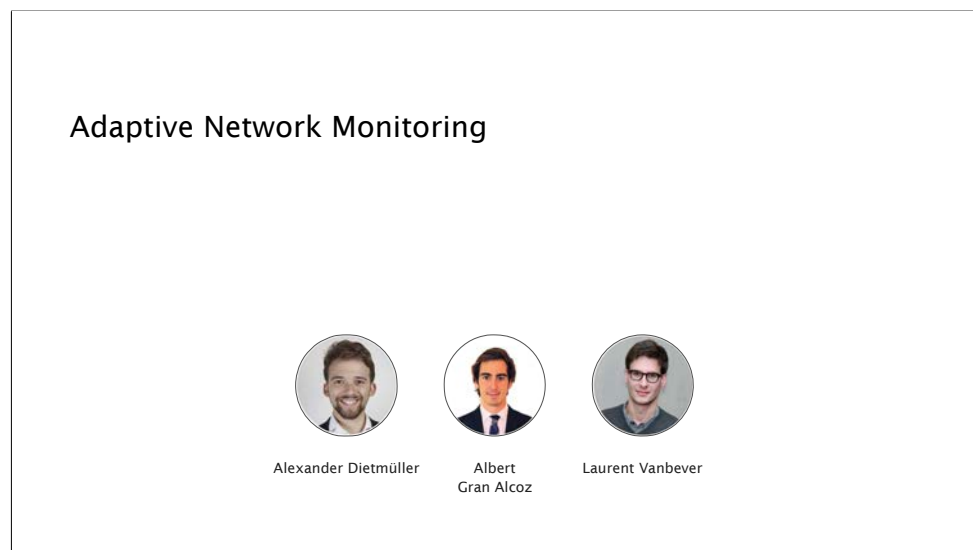 Adaptive Network Monitoring
Alexander Dietmüller
Albert
Gran Alcoz
Laurent Vanbever